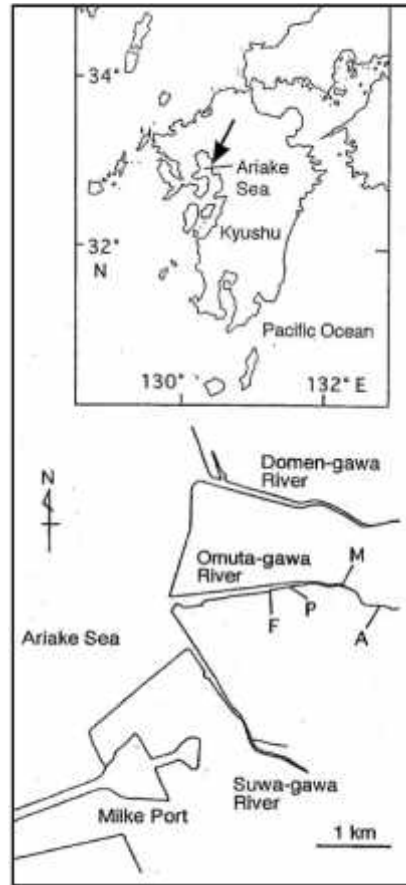 34°
Ariake
Sea
32°
N
Kyushu
Pacific Ocean
130°
132° E
N
Domen-gawa
River
Omuta-gawa
River
M
F
P
A
Ariake Sea
Suwa-gawa
River
Miike Port
1 km